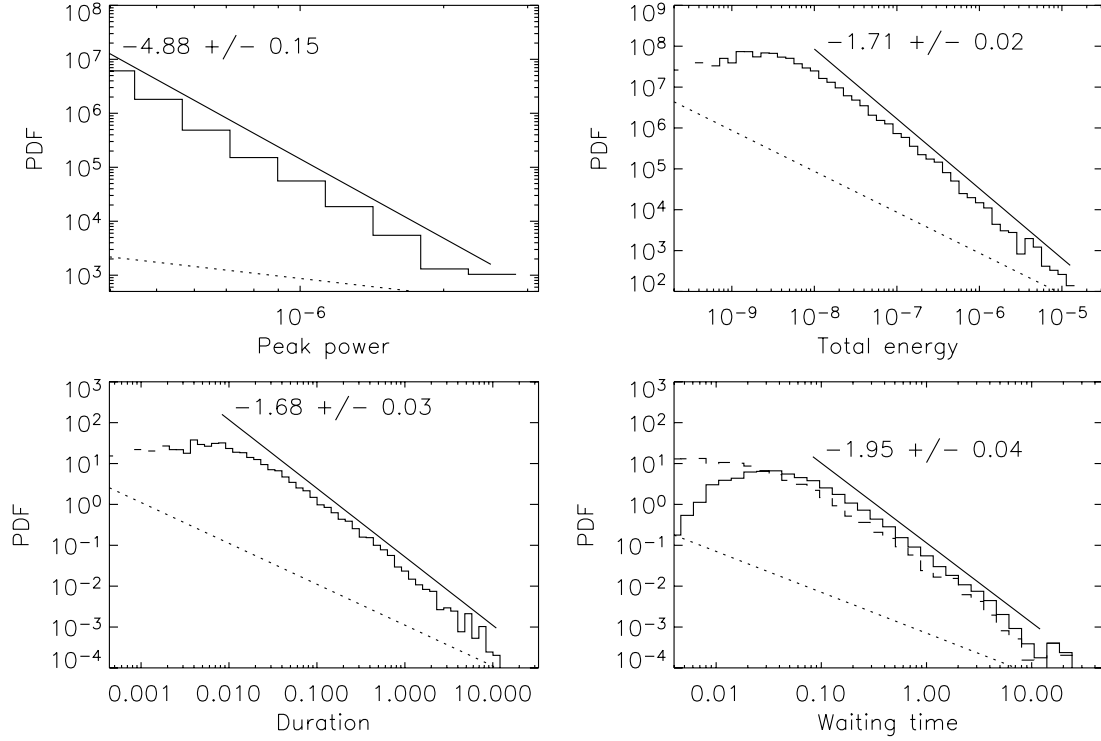 10^8
10^7
10^6
10^5
10^4
10^3
PDF
-4.88 +/- 0.15
10^-6
Peak power
10^9
10^8
10^7
10^6
10^5
10^4
10^3
10^2
PDF
-1.71 +/- 0.02
10^-9 10^-8 10^-7 10^-6 10^-5
Total energy
10^3
10^2
10^1
10^0
10^-1
10^-2
10^-3
10^-4
PDF
-1.68 +/- 0.03
0.001 0.010 0.100 1.000 10.000
Duration
10^3
10^2
10^1
10^0
10^-1
10^-2
10^-3
10^-4
PDF
-1.95 +/- 0.04
0.01 0.10 1.00 10.00
Waiting time